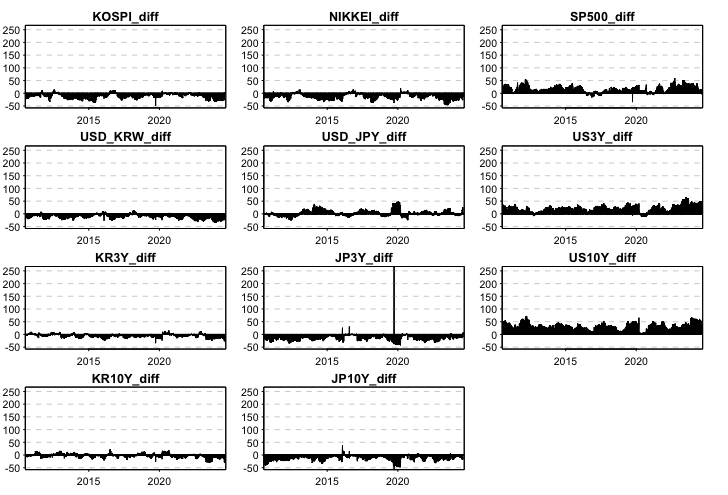 KOSPI_diff NIKKEI_diff SP500_diff
250 250 250
200 200 200
150 150 150
100 100 100
50 50 50
0 0 0
-50 -50 -50
2015 2020 2015 2020 2015 2020
USD_KRW_diff USD_JPY_diff US3Y_diff
250 250 250
200 200 200
150 150 150
100 100 100
50 50 50
0 0 0
-50 -50 -50
2015 2020 2015 2020 2015 2020
KR3Y_diff JP3Y_diff US10Y_diff
250 250 250
200 200 200
150 150 150
100 100 100
50 50 50
0 0 0
-50 -50 -50
2015 2020 2015 2020 2015 2020
KR10Y_diff JP10Y_diff
250 250
200 200
150 150
100 100
50 50
0 0
-50 -50
2015 2020 2015 2020